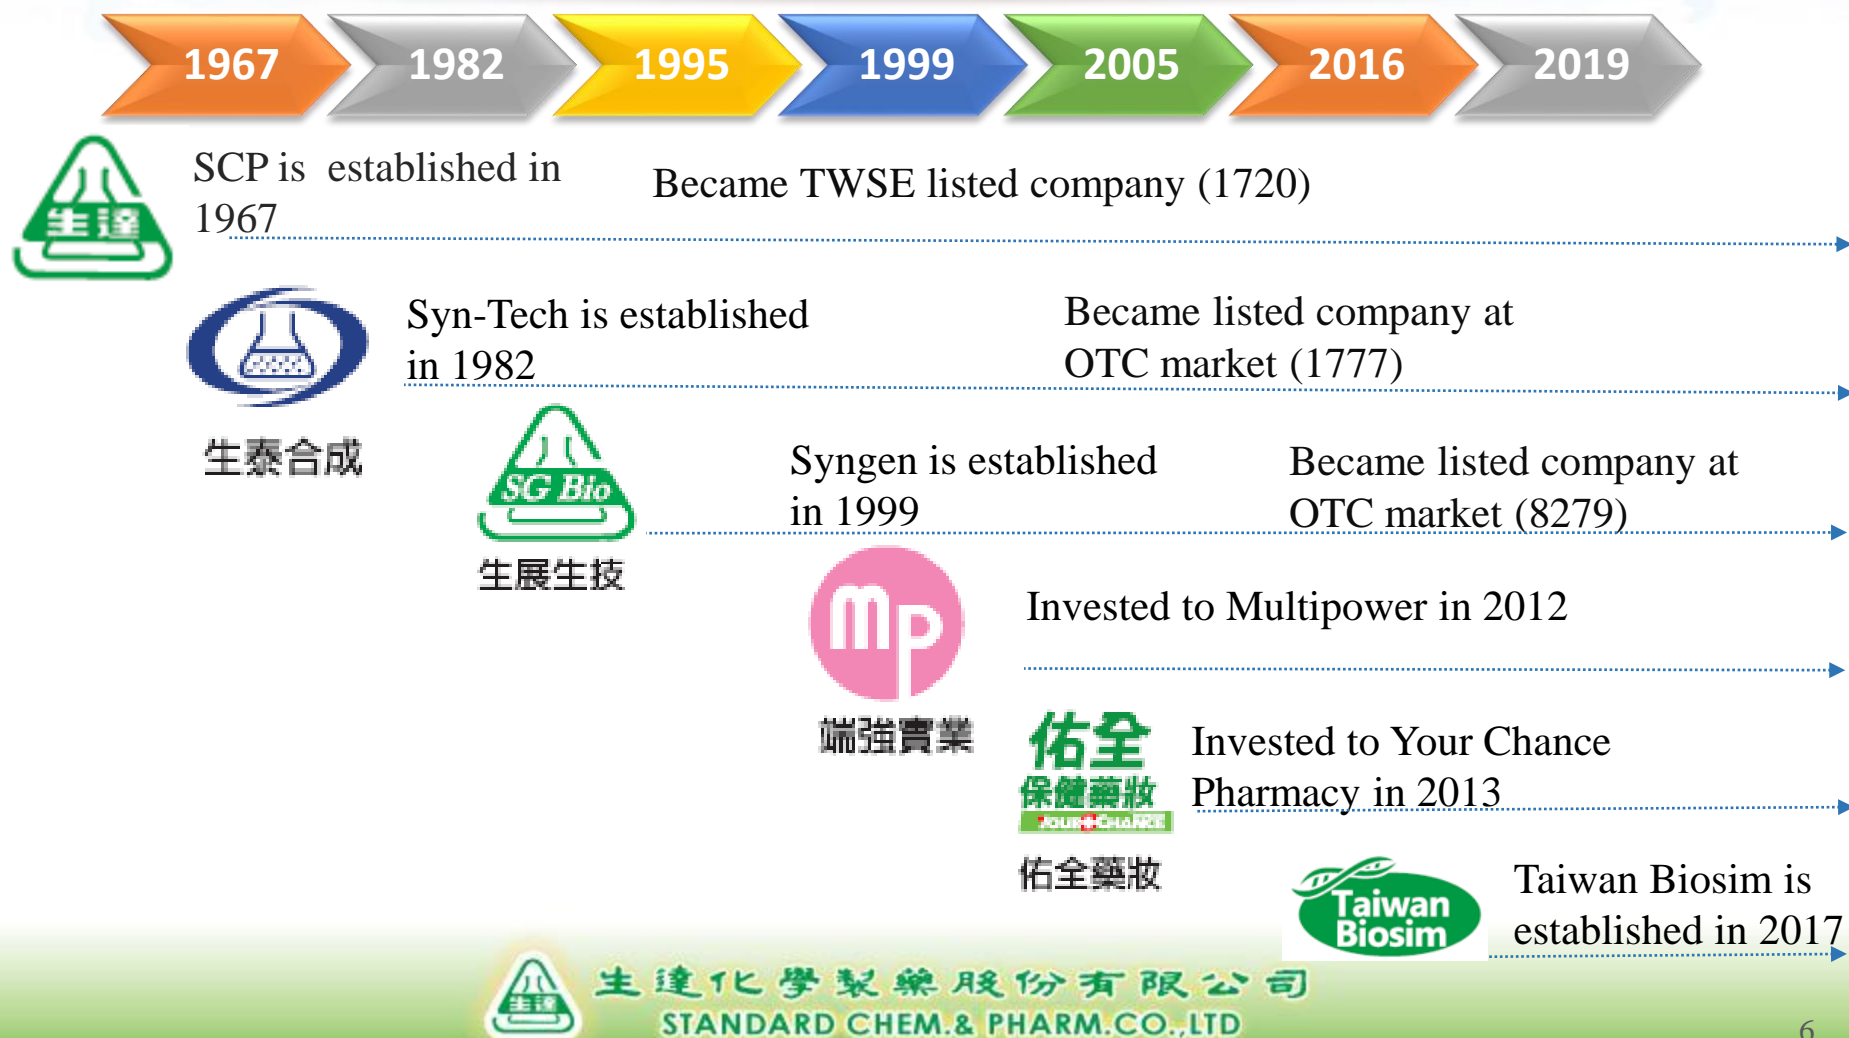 1967 1982 1995 1999 2005 2016 2019
生達
SCP is established in
1967
Became TWSE listed company (1720)
Syn-Tech is established
in 1982
Became listed company at
OTC market (1777)
生泰合成
SG Bio
生展生技
Syngen is established
in 1999
Became listed company at
OTC market (8279)
mp
端強實業
Invested to Multipower in 2012
佑全
保健藥妝
YOUR CHANCE
佑全藥妝
Invested to Your Chance
Pharmacy in 2013
Taiwan
Biosim
Taiwan Biosim is
established in 2017
生達
生達化學製藥股份有限公司
STANDARD CHEM.& PHARM.CO.,LTD
6